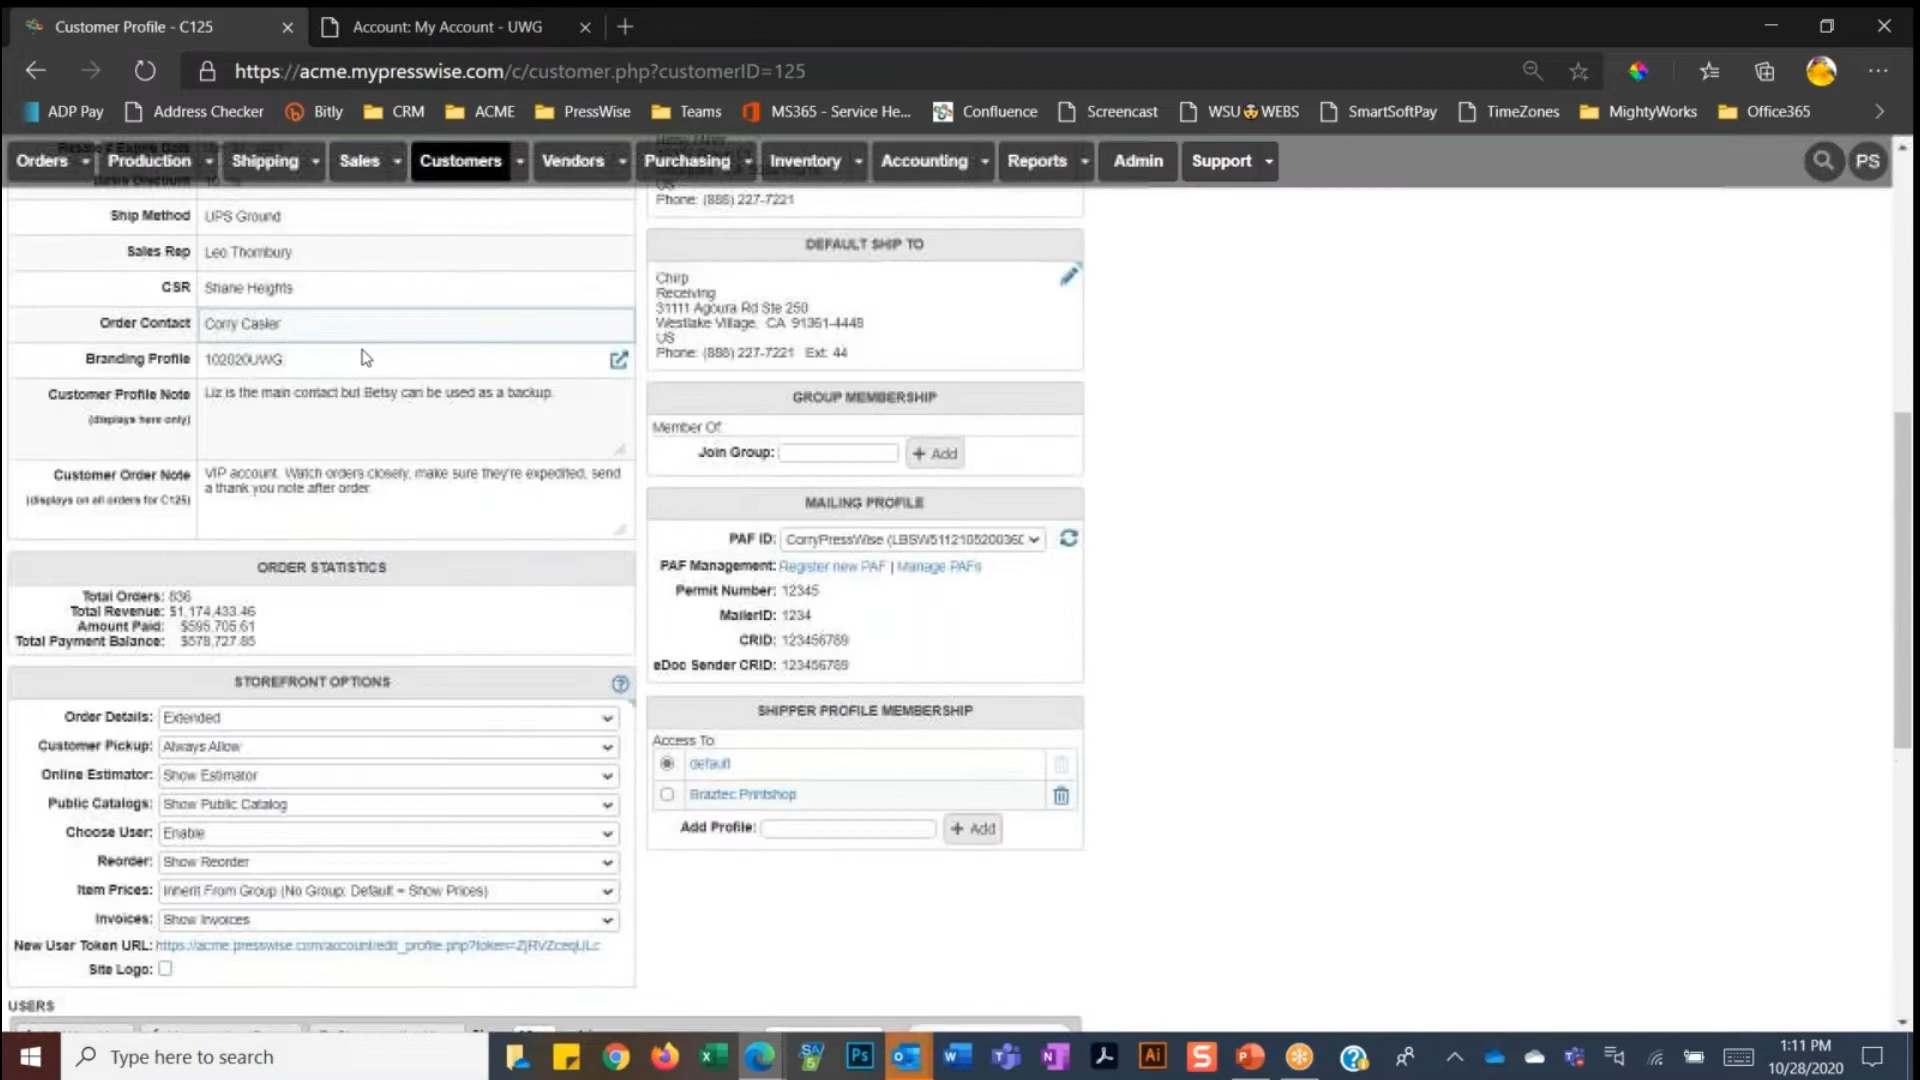 Customer Profile - C125
Account: My Account - UWG
https://acme.mypresswise.com/c/customer.php?customerID=125
ADP Pay
Address Checker
Bitly
CRM
ACME
PressWise
Teams
MS365 - Service He...
Confluence
Screencast
WSU WEBS
SmartSoftPay
TimeZones
MightyWorks
Office365
Orders
Production
Shipping
Sales
Customers
Vendors
Purchasing
Inventory
Accounting
Reports
Admin
Support
PS
Ship Method UPS Ground
Sales Rep Leo Thornbury
CSR Shane Heights
Order Contact Corry Casler
Branding Profile 102020UWG
Customer Profile Note Liz is the main contact but Betsy can be used as a backup.
(displays here only)
Customer Order Note VIP account. Watch orders closely, make sure they're expedited, send
(displays on all orders for C125) a thank you note after order.
ORDER STATISTICS
Total Orders: 836
Total Revenue: $1,174,433.46
Amount Paid: $595,705.61
Total Payment Balance: $578,727.85
STOREFRONT OPTIONS
Order Details: Extended
Customer Pickup: Always Allow
Online Estimator: Show Estimator
Public Catalogs: Show Public Catalog
Choose User: Enable
Reorder: Show Reorder
Item Prices: Inherit From Group (No Group: Default = Show Prices)
Invoices: Show Invoices
New User Token URL: https://acme.presswise.com/account/edit_profile.php?token=ZjRVZceqULc
Site Logo:
USERS
US
Phone: (888) 227-7221
DEFAULT SHIP TO
Chirp
Receiving
31111 Agoura Rd Ste 250
Westlake Village, CA 91361-4449
US
Phone: (888) 227-7221 Ext: 44
GROUP MEMBERSHIP
Member Of:
Join Group:
+ Add
MAILING PROFILE
PAF ID: CorryPressWise (LBSW5112105200360
PAF Management: Register new PAF | Manage PAFs
Permit Number: 12345
MailerID: 1234
CRID: 123456789
eDoc Sender CRID: 123456789
SHIPPER PROFILE MEMBERSHIP
Access To:
default
Braztec Printshop
Add Profile:
+ Add
Type here to search
1:11 PM
10/28/2020